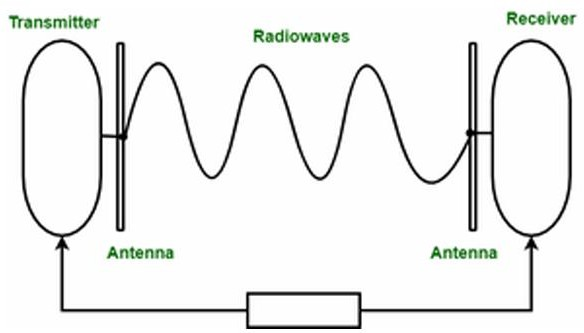 Transmitter
Radiowaves
Receiver
Antenna
Antenna